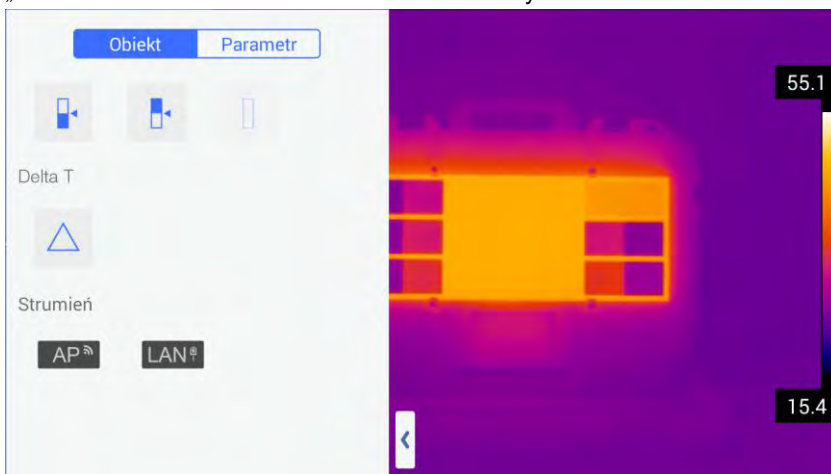 Obiekt Parametr
55.1
Delta T
Strumień
AP LAN
15.4